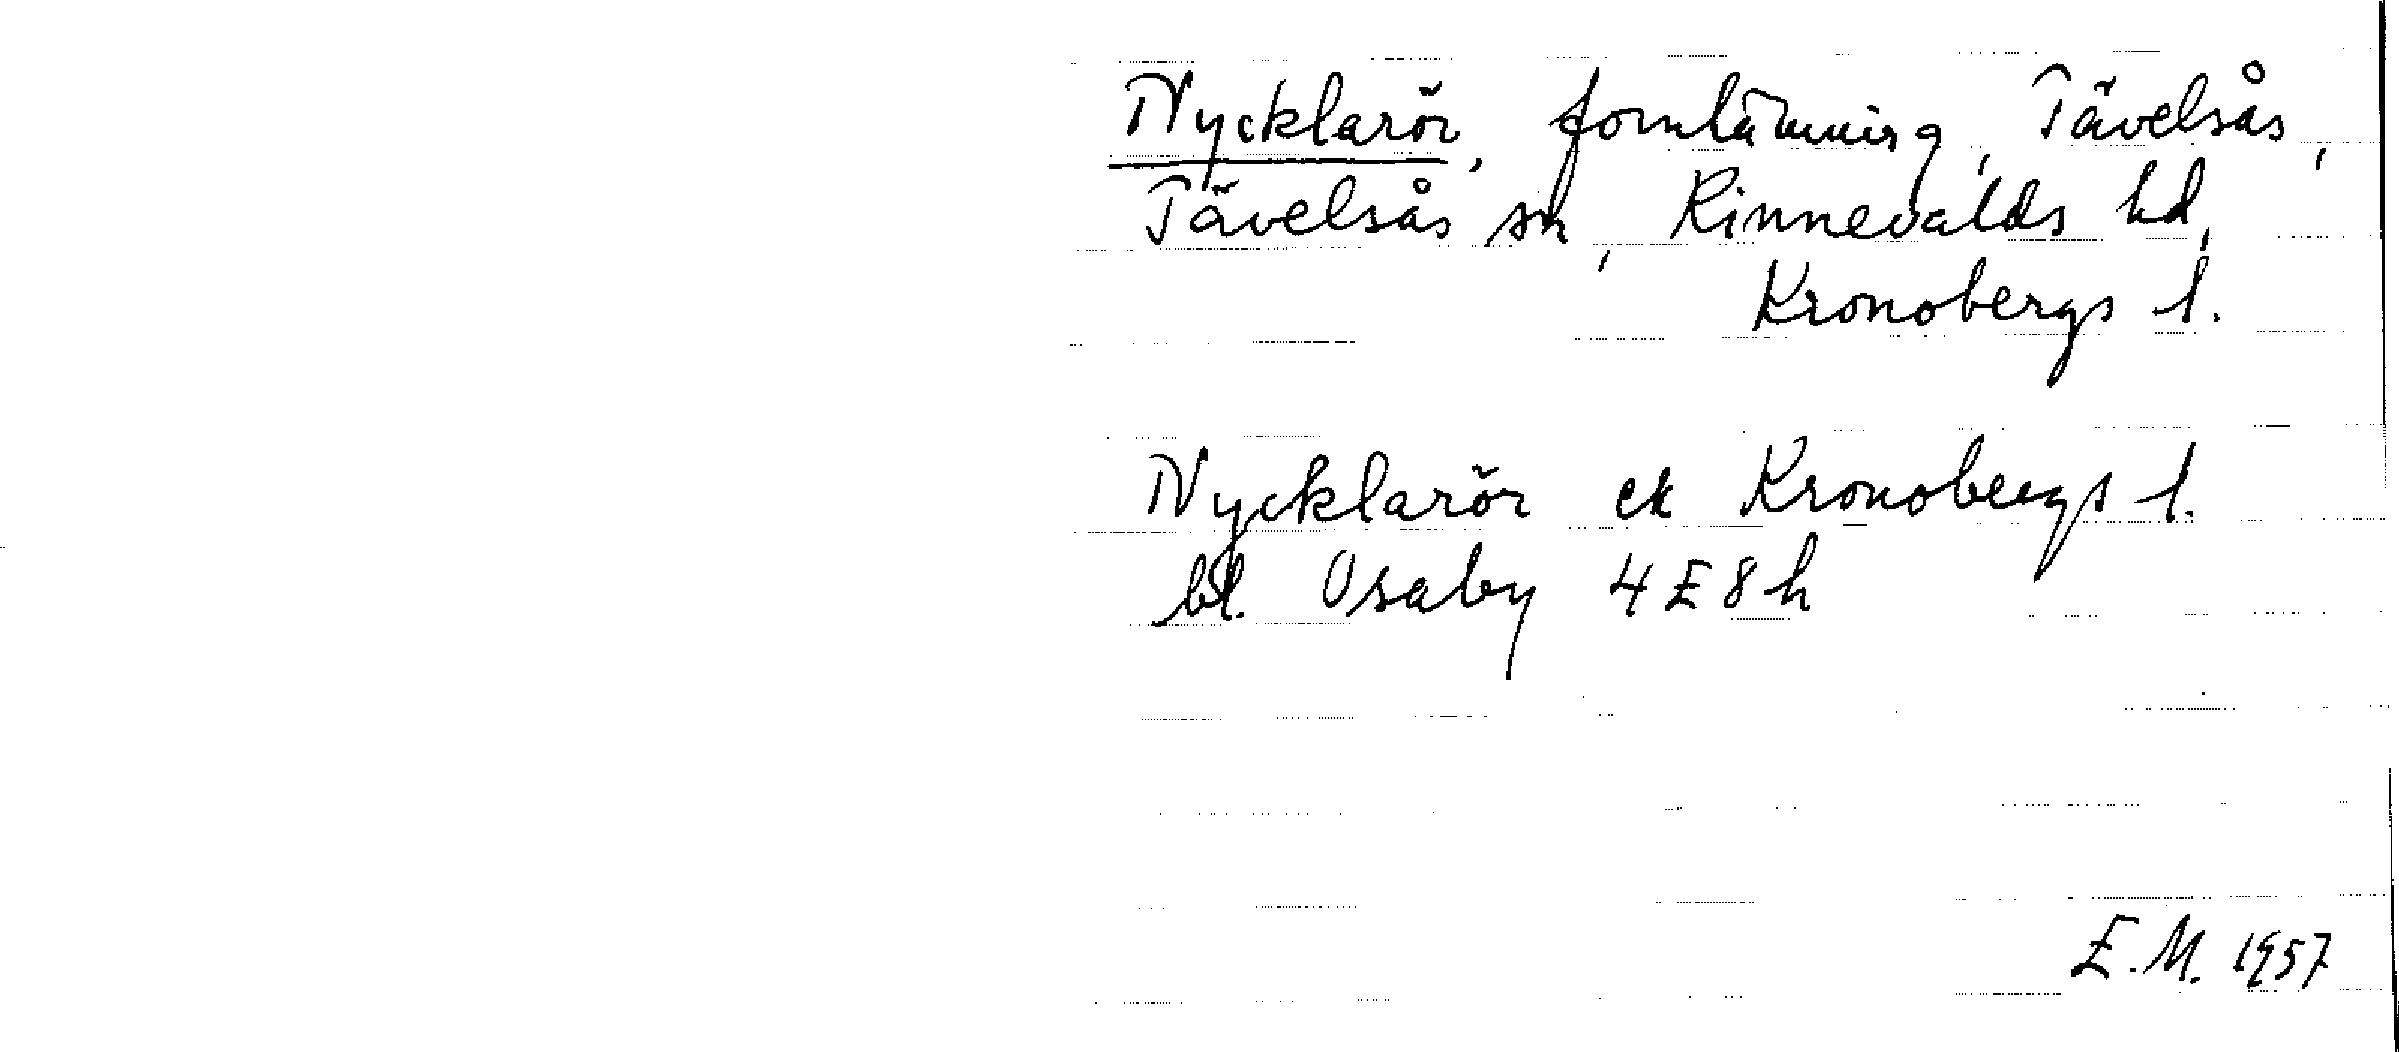 Nycklarör, fornlämning, Tävelsås,
Tävelsås sn, Kinnevalds hd,
Kronobergs l.
Nycklarör ek Kronobergs l.
bl. Osaby 4E8h
E.M. 1957